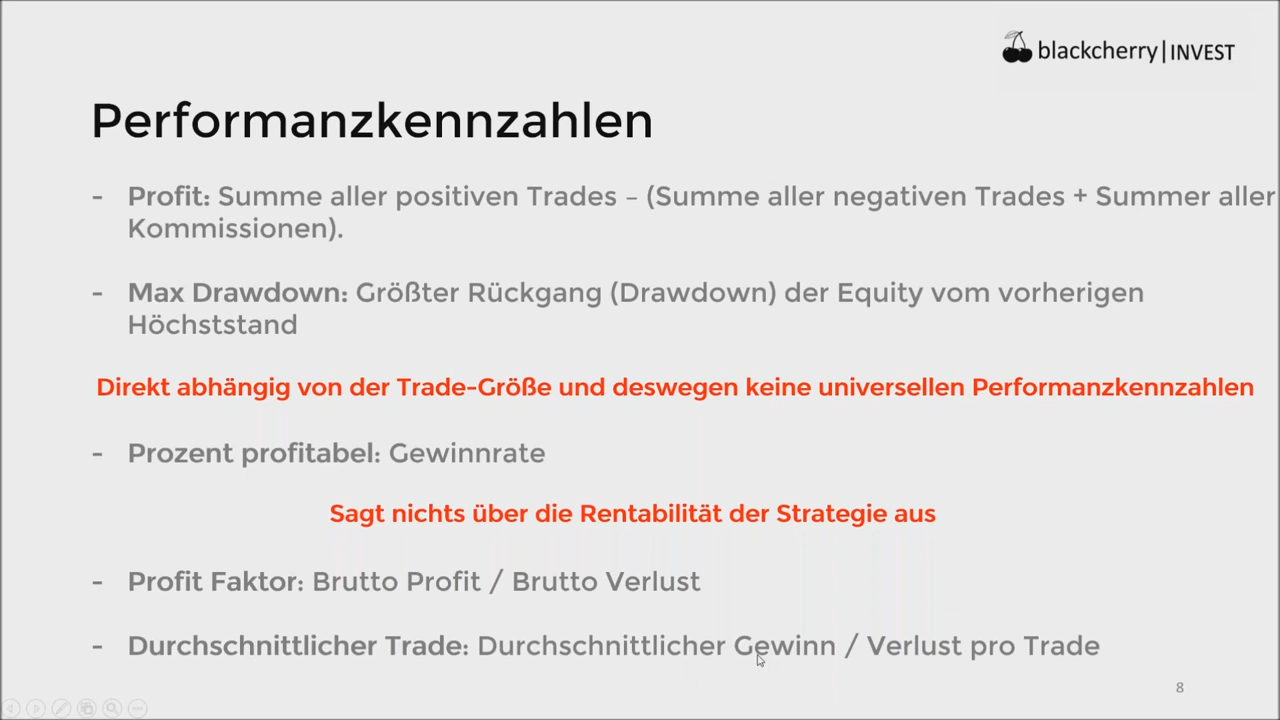 blackcherry|INVEST
Performanzkennzahlen
- Profit: Summe aller positiven Trades – (Summe aller negativen Trades + Summer aller
Kommissionen).
- Max Drawdown: Größter Rückgang (Drawdown) der Equity vom vorherigen
Höchststand
Direkt abhängig von der Trade-Größe und deswegen keine universellen Performanzkennzahlen
- Prozent profitabel: Gewinnrate
Sagt nichts über die Rentabilität der Strategie aus
- Profit Faktor: Brutto Profit / Brutto Verlust
- Durchschnittlicher Trade: Durchschnittlicher Gewinn / Verlust pro Trade
8